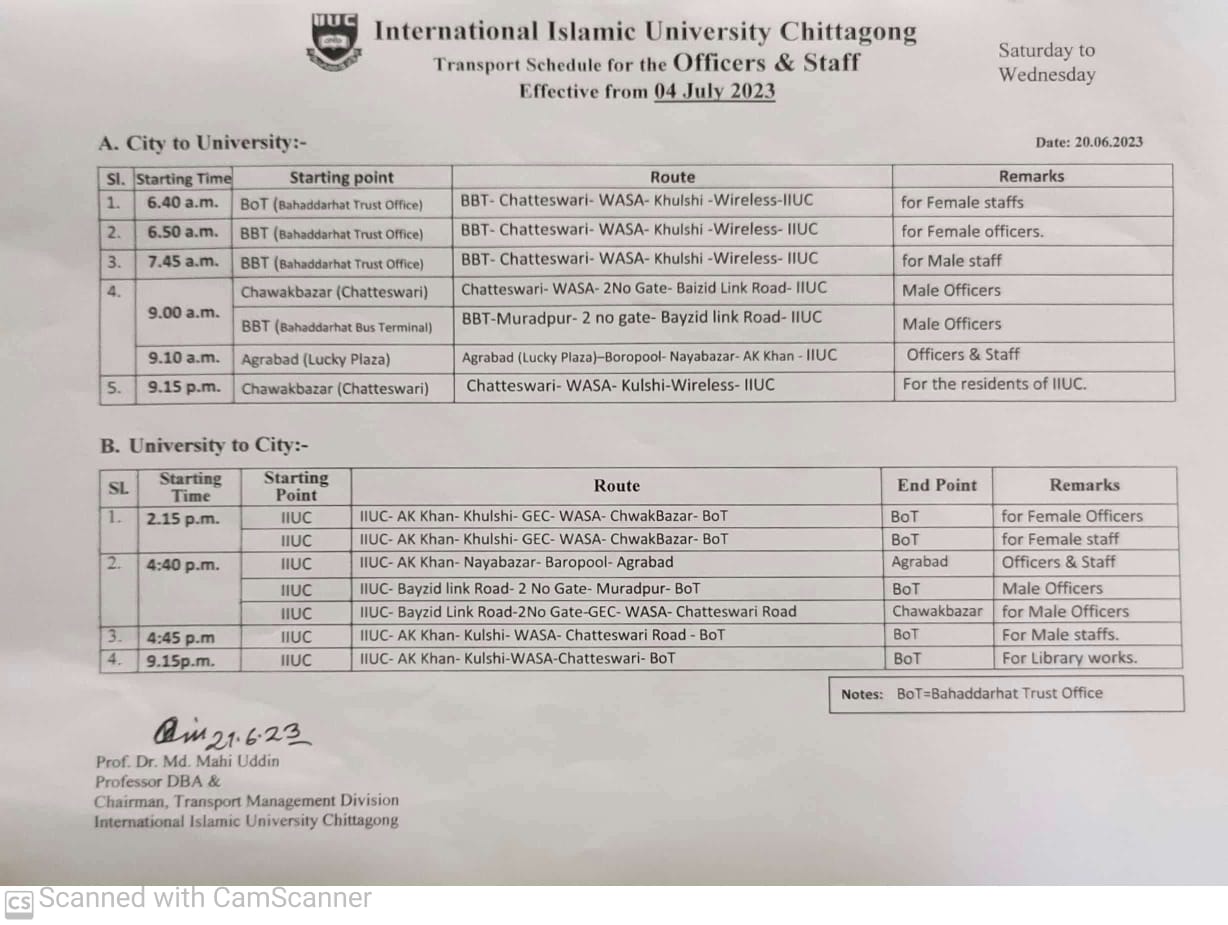 IIUC
International Islamic University Chittagong
Transport Schedule for the Officers & Staff
Effective from 04 July 2023
Saturday to
Wednesday
A. City to University:-
Date: 20.06.2023
Sl. Starting Time Starting point Route Remarks
1. 6.40 a.m. BoT (Bahaddarhat Trust Office) BBT- Chatteswari- WASA- Khulshi -Wireless-IIUC for Female staffs
2. 6.50 a.m. BBT (Bahaddarhat Trust Office) BBT- Chatteswari- WASA- Khulshi -Wireless- IIUC for Female officers.
3. 7.45 a.m. BBT (Bahaddarhat Trust Office) BBT- Chatteswari- WASA- Khulshi -Wireless- IIUC for Male staff
4. 9.00 a.m. Chawakbazar (Chatteswari) Chatteswari- WASA- 2No Gate- Baizid Link Road- IIUC Male Officers
BBT (Bahaddarhat Bus Terminal) BBT-Muradpur- 2 no gate- Bayzid link Road- IIUC Male Officers
9.10 a.m. Agrabad (Lucky Plaza) Agrabad (Lucky Plaza)–Boropool- Nayabazar- AK Khan - IIUC Officers & Staff
5. 9.15 p.m. Chawakbazar (Chatteswari) Chatteswari- WASA- Kulshi-Wireless- IIUC For the residents of IIUC.
B. University to City:-
SL Starting Time Starting Point Route End Point Remarks
1. 2.15 p.m. IIUC IIUC- AK Khan- Khulshi- GEC- WASA- ChwakBazar- BoT BoT for Female Officers
IIUC IIUC- AK Khan- Khulshi- GEC- WASA- ChwakBazar- BoT BoT for Female staff
2. 4:40 p.m. IIUC IIUC- AK Khan- Nayabazar- Baropool- Agrabad Agrabad Officers & Staff
IIUC IIUC- Bayzid link Road- 2 No Gate- Muradpur- BoT BoT Male Officers
IIUC IIUC- Bayzid Link Road-2No Gate-GEC- WASA- Chatteswari Road Chawakbazar for Male Officers
3. 4:45 p.m IIUC IIUC- AK Khan- Kulshi- WASA- Chatteswari Road - BoT BoT For Male staffs.
4. 9.15p.m. IIUC IIUC- AK Khan- Kulshi-WASA-Chatteswari- BoT BoT For Library works.
Notes: BoT=Bahaddarhat Trust Office
21.6.23
Prof. Dr. Md. Mahi Uddin
Professor DBA &
Chairman, Transport Management Division
International Islamic University Chittagong
CS Scanned with CamScanner